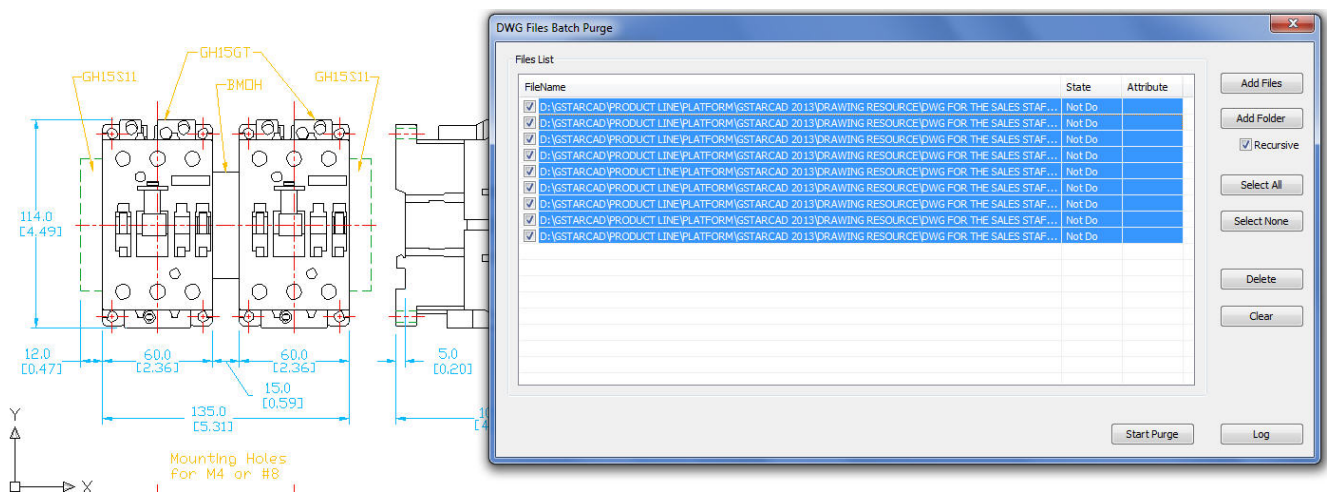 GH15GT
GH15S11
BMDH
GH15S11
114.0
[4.49]
12.0
[0.47]
60.0
[2.36]
60.0
[2.36]
15.0
[0.59]
135.0
[5.31]
5.0
[0.20]
Mounting Holes
for M4 or #8
Y
X
DWG Files Batch Purge
Files List
FileName State Attribute
D:\GSTARCAD\PRODUCT LINE\PLATFORM\GSTARCAD 2013\DRAWING RESOURCE\DWG FOR THE SALES STAF... Not Do
D:\GSTARCAD\PRODUCT LINE\PLATFORM\GSTARCAD 2013\DRAWING RESOURCE\DWG FOR THE SALES STAF... Not Do
D:\GSTARCAD\PRODUCT LINE\PLATFORM\GSTARCAD 2013\DRAWING RESOURCE\DWG FOR THE SALES STAF... Not Do
D:\GSTARCAD\PRODUCT LINE\PLATFORM\GSTARCAD 2013\DRAWING RESOURCE\DWG FOR THE SALES STAF... Not Do
D:\GSTARCAD\PRODUCT LINE\PLATFORM\GSTARCAD 2013\DRAWING RESOURCE\DWG FOR THE SALES STAF... Not Do
D:\GSTARCAD\PRODUCT LINE\PLATFORM\GSTARCAD 2013\DRAWING RESOURCE\DWG FOR THE SALES STAF... Not Do
D:\GSTARCAD\PRODUCT LINE\PLATFORM\GSTARCAD 2013\DRAWING RESOURCE\DWG FOR THE SALES STAF... Not Do
D:\GSTARCAD\PRODUCT LINE\PLATFORM\GSTARCAD 2013\DRAWING RESOURCE\DWG FOR THE SALES STAF... Not Do
D:\GSTARCAD\PRODUCT LINE\PLATFORM\GSTARCAD 2013\DRAWING RESOURCE\DWG FOR THE SALES STAF... Not Do
Add Files
Add Folder
Recursive
Select All
Select None
Delete
Clear
Start Purge
Log